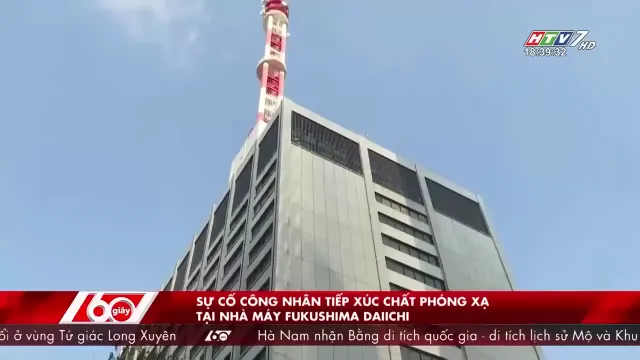 HTV7 HD
18:39:32
60 giây
SỰ CỐ CÔNG NHÂN TIẾP XÚC CHẤT PHÓNG XẠ
TẠI NHÀ MÁY FUKUSHIMA DAIICHI
ổi ở vùng Tứ giác Long Xuyên 60 giây Hà Nam nhận Bằng di tích quốc gia - di tích lịch sử Mộ và Khu